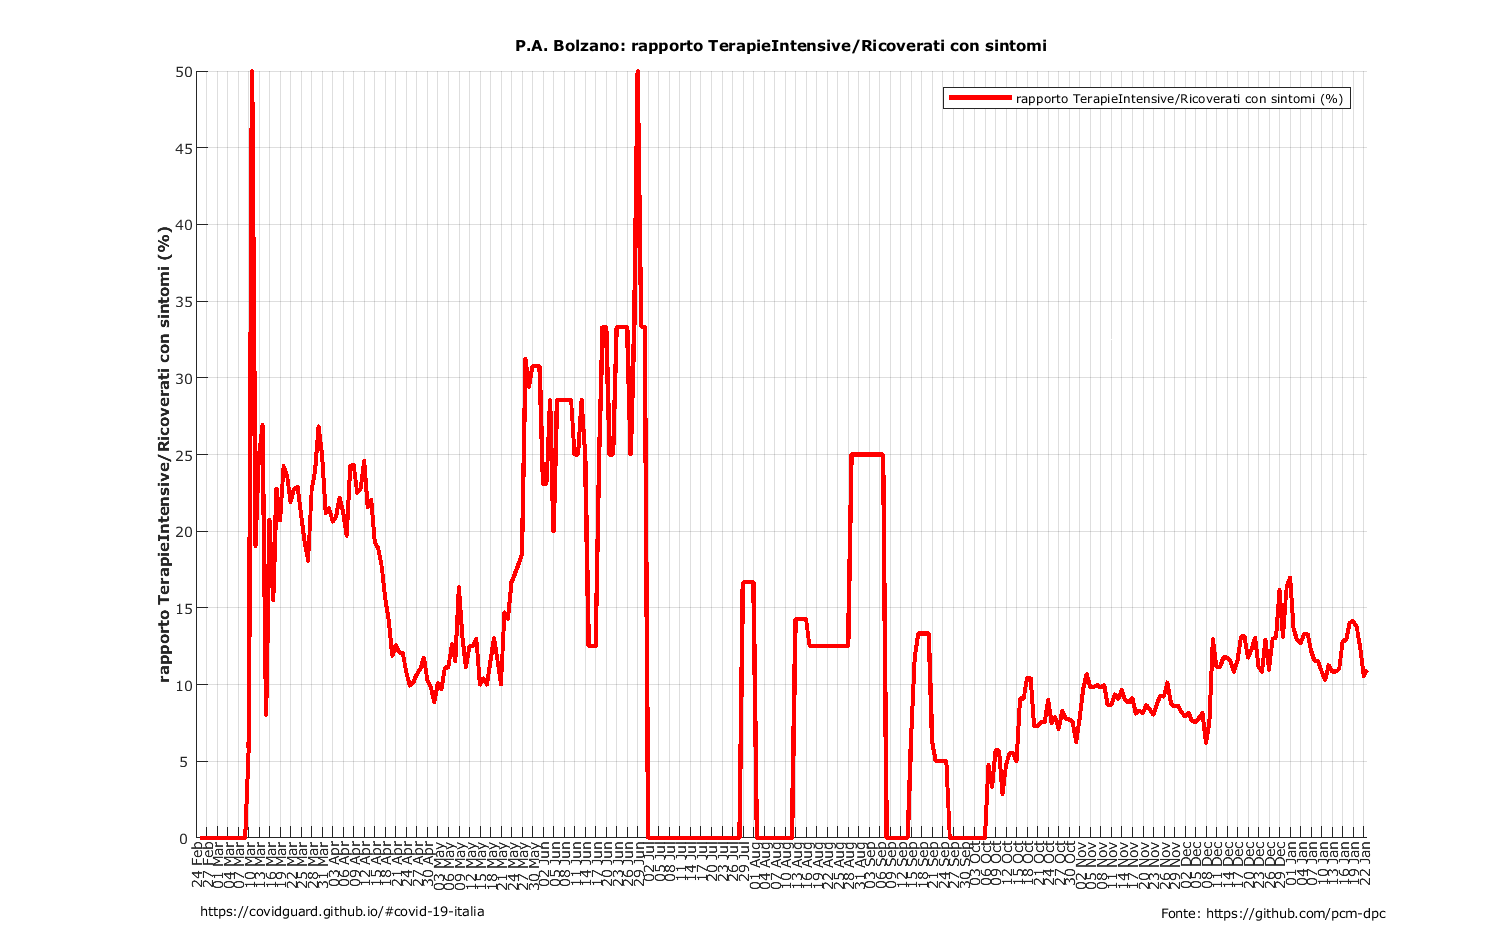 P.A. Bolzano: rapporto TerapieIntensive/Ricoverati con sintomi
rapporto TerapieIntensive/Ricoverati con sintomi (%)
rapporto TerapieIntensive/Ricoverati con sintomi (%)
50
45
40
35
30
25
20
15
10
5
0
24 Feb
27 Feb
01 Mar
04 Mar
07 Mar
10 Mar
13 Mar
16 Mar
19 Mar
22 Mar
25 Mar
28 Mar
31 Mar
03 Apr
06 Apr
09 Apr
12 Apr
15 Apr
18 Apr
21 Apr
24 Apr
27 Apr
30 Apr
03 May
06 May
09 May
12 May
15 May
18 May
21 May
24 May
27 May
30 May
02 Jun
05 Jun
08 Jun
11 Jun
14 Jun
17 Jun
20 Jun
23 Jun
26 Jun
29 Jun
02 Jul
05 Jul
08 Jul
11 Jul
14 Jul
17 Jul
20 Jul
23 Jul
26 Jul
29 Jul
01 Aug
04 Aug
07 Aug
10 Aug
13 Aug
16 Aug
19 Aug
22 Aug
25 Aug
28 Aug
31 Aug
03 Sep
06 Sep
09 Sep
12 Sep
15 Sep
18 Sep
21 Sep
24 Sep
27 Sep
30 Sep
03 Oct
06 Oct
09 Oct
12 Oct
15 Oct
18 Oct
21 Oct
24 Oct
27 Oct
30 Oct
02 Nov
05 Nov
08 Nov
11 Nov
14 Nov
17 Nov
20 Nov
23 Nov
26 Nov
29 Nov
02 Dec
05 Dec
08 Dec
11 Dec
14 Dec
17 Dec
20 Dec
23 Dec
26 Dec
29 Dec
01 Jan
04 Jan
07 Jan
10 Jan
13 Jan
16 Jan
19 Jan
22 Jan
https://covidguard.github.io/#covid-19-italia
Fonte: https://github.com/pcm-dpc